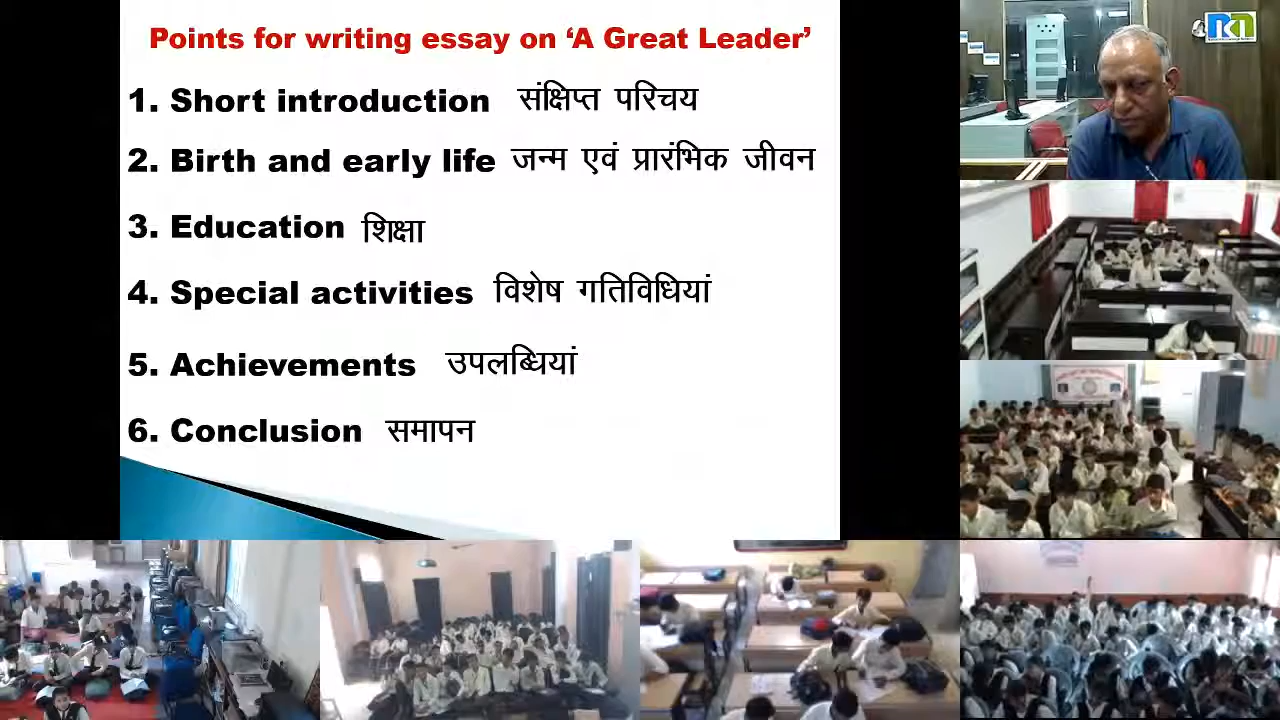 Points for writing essay on ‘A Great Leader’
1. Short introduction संक्षिप्त परिचय
2. Birth and early life जन्म एवं प्रारंभिक जीवन
3. Education शिक्षा
4. Special activities विशेष गतिविधियां
5. Achievements उपलब्धियां
6. Conclusion समापन